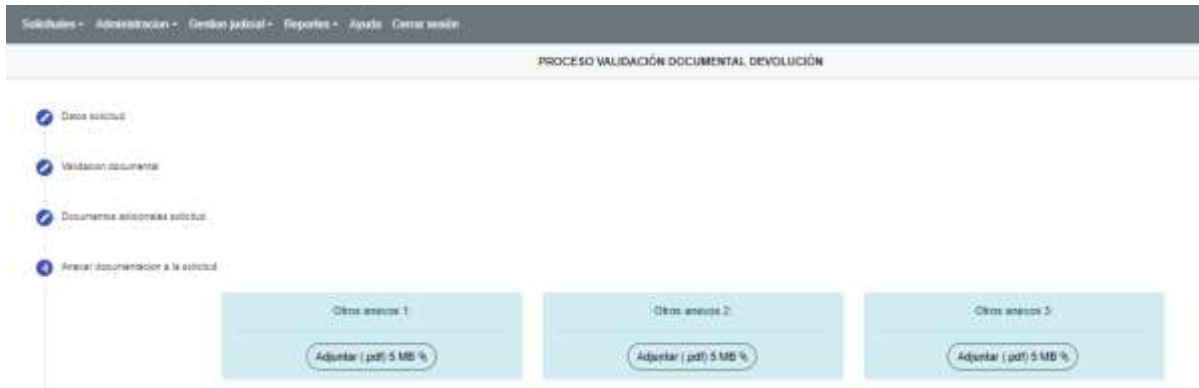 Solicitudes Administracion Gestion judicial Reportes Ayuda Cerrar sesión
PROCESO VALIDACIÓN DOCUMENTAL DEVOLUCIÓN
Datos solicitud
Validacion documental
Documentos adicionales solicitud
4 Anexar documentacion a la solicitud
Otros anexos 1: Otros anexos 2: Otros anexos 3:
Adjuntar (.pdf) 5 MB Adjuntar (.pdf) 5 MB Adjuntar (.pdf) 5 MB